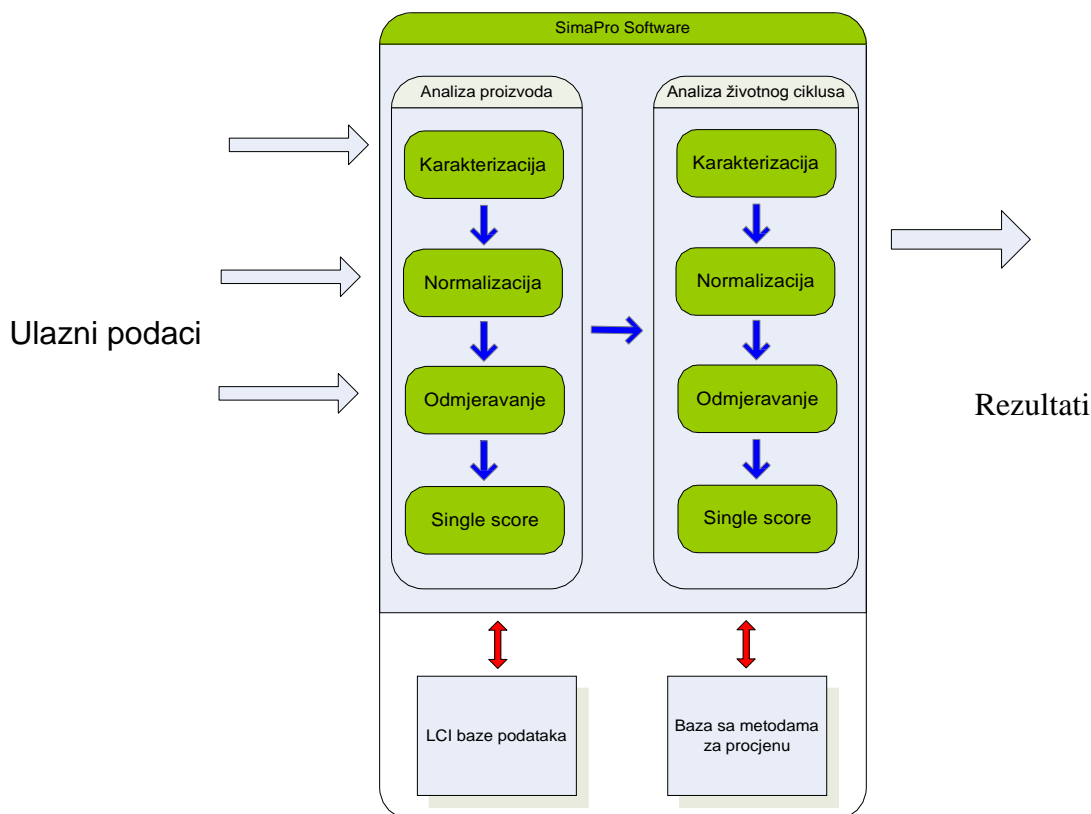 SimaPro Software
Analiza proizvoda
Karakterizacija
Normalizacija
Odmjeravanje
Single score
Analiza životnog ciklusa
Karakterizacija
Normalizacija
Odmjeravanje
Single score
Ulazni podaci
Rezultati
LCI baze podataka
Baza sa metodama
za procjenu